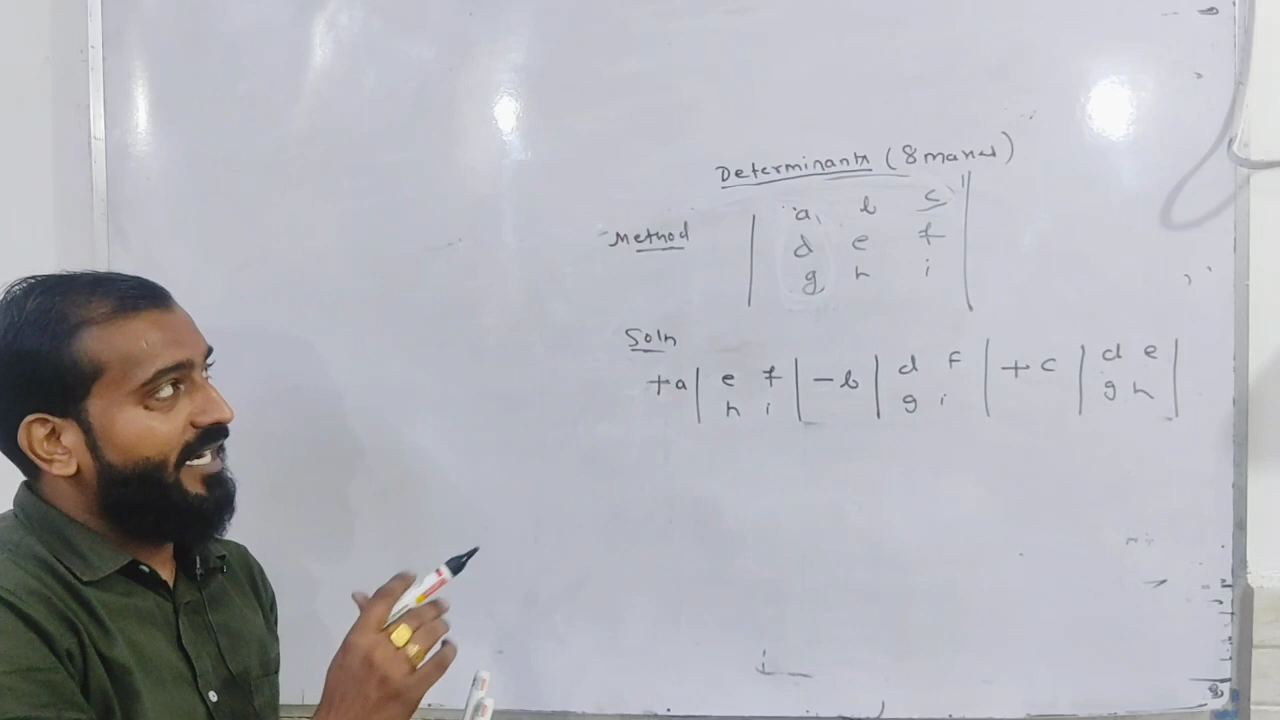 Determinants (8 marks)
Method
| a b c |
| d e f |
| g h i |
Soln
+a | e f | - b | d F | + c | d e |
| h i | | g i | | g h |